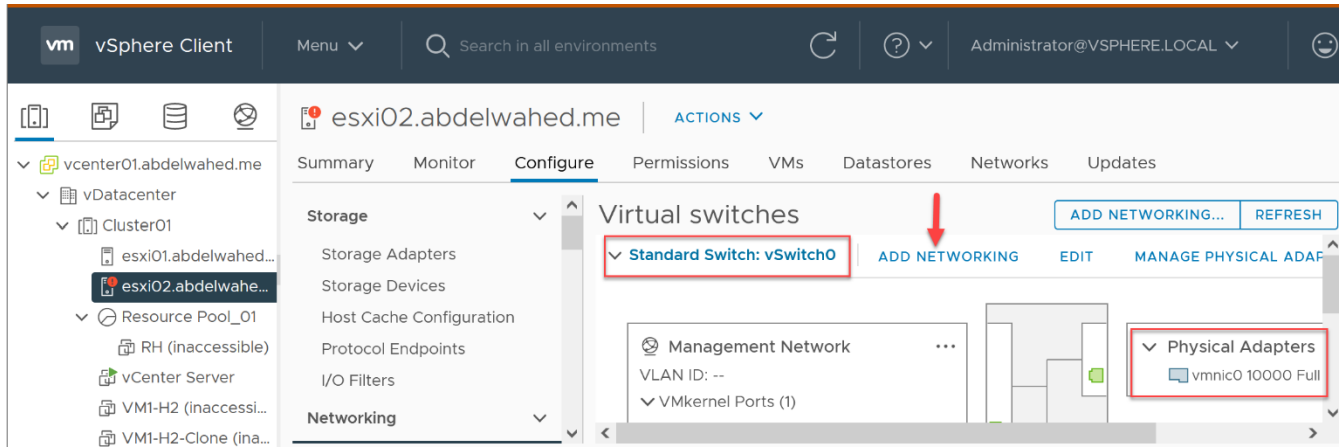 vm vSphere Client Menu Search in all environments Administrator@VSPHERE.LOCAL
esxi02.abdelwahed.me ACTIONS
Summary Monitor Configure Permissions VMs Datastores Networks Updates
vcenter01.abdelwahed.me
vDatacenter
Cluster01
esxi01.abdelwahed...
esxi02.abdelwahe...
Resource Pool_01
RH (inaccessible)
vCenter Server
VM1-H2 (inaccessi...
VM1-H2-Clone (ina...
Storage
Storage Adapters
Storage Devices
Host Cache Configuration
Protocol Endpoints
I/O Filters
Networking
Virtual switches ADD NETWORKING... REFRESH
Standard Switch: vSwitch0 ADD NETWORKING EDIT MANAGE PHYSICAL ADAP
Management Network ...
VLAN ID: --
VMkernel Ports (1)
Physical Adapters
vmnic0 10000 Full